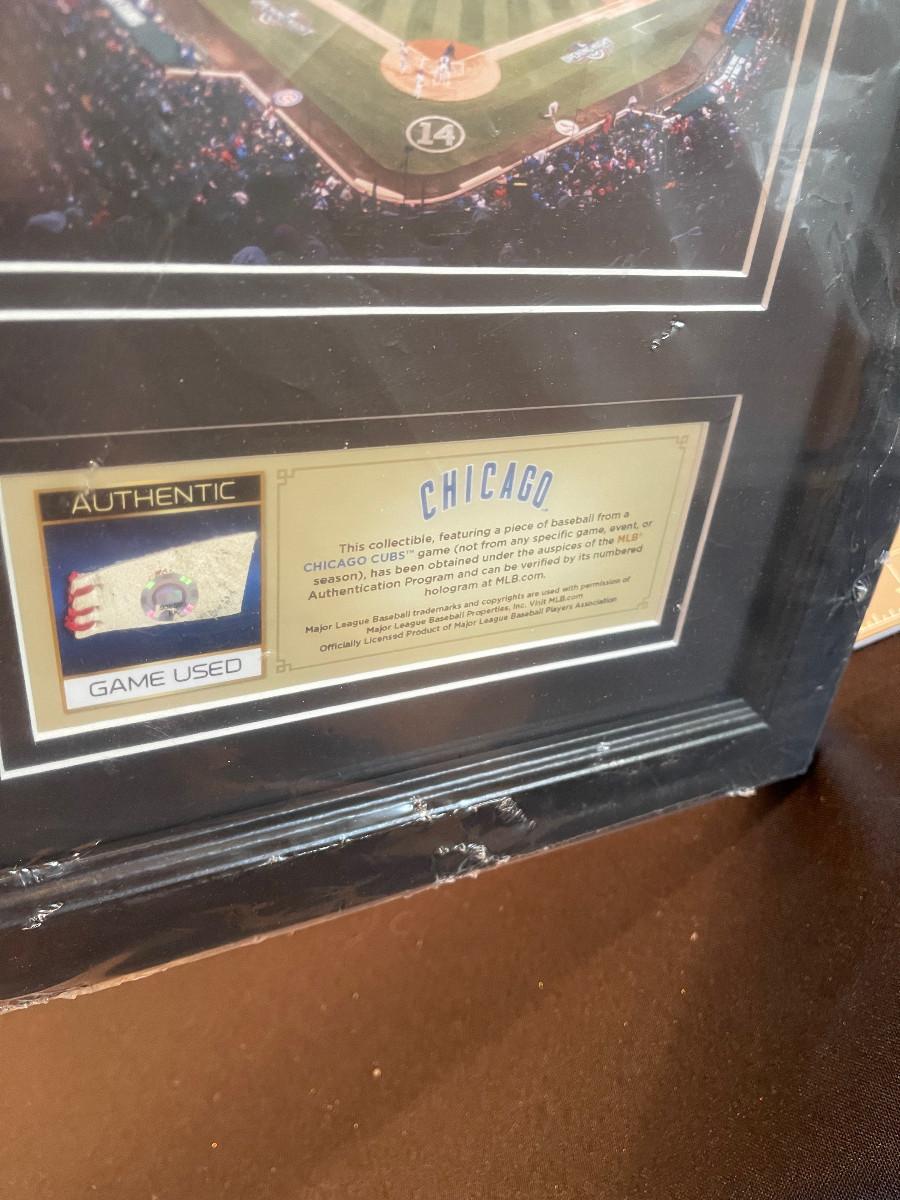 14
AUTHENTIC
GAME USED
CHICAGO
This collectible, featuring a piece of baseball from a
CHICAGO CUBS™ game (not from any specific game, event, or
season), has been obtained under the auspices of the MLB®
Authentication Program and can be verified by its numbered
hologram at MLB.com.
Major League Baseball trademarks and copyrights are used with permission of
Major League Baseball Properties, Inc. Visit MLB.com
Officially Licensed Product of Major League Baseball Players Association